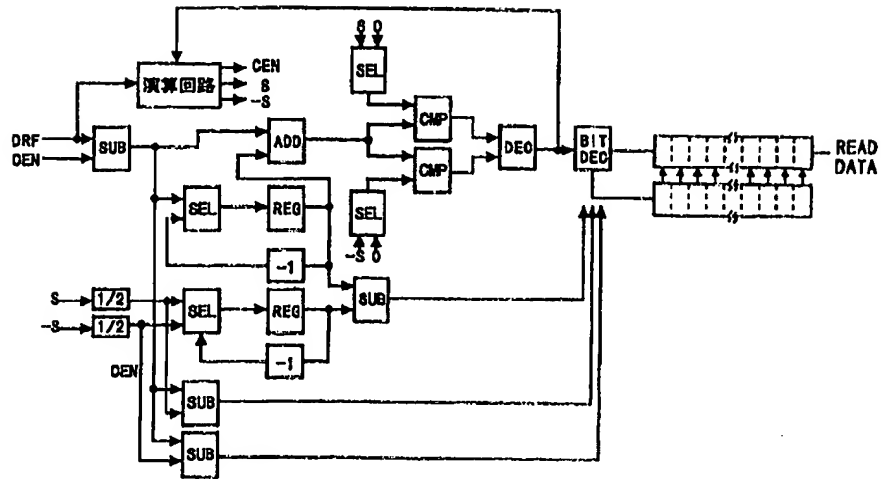 S 0
SEL
演算回路
CEN
S
-S
CMP
DRF
CEN
SUB
ADD
DEC
BIT
DEC
READ
DATA
CMP
SEL
REG
SEL
-S 0
-1
SUB
S
1/2
SEL
REG
-S
1/2
-1
CEN
SUB
SUB